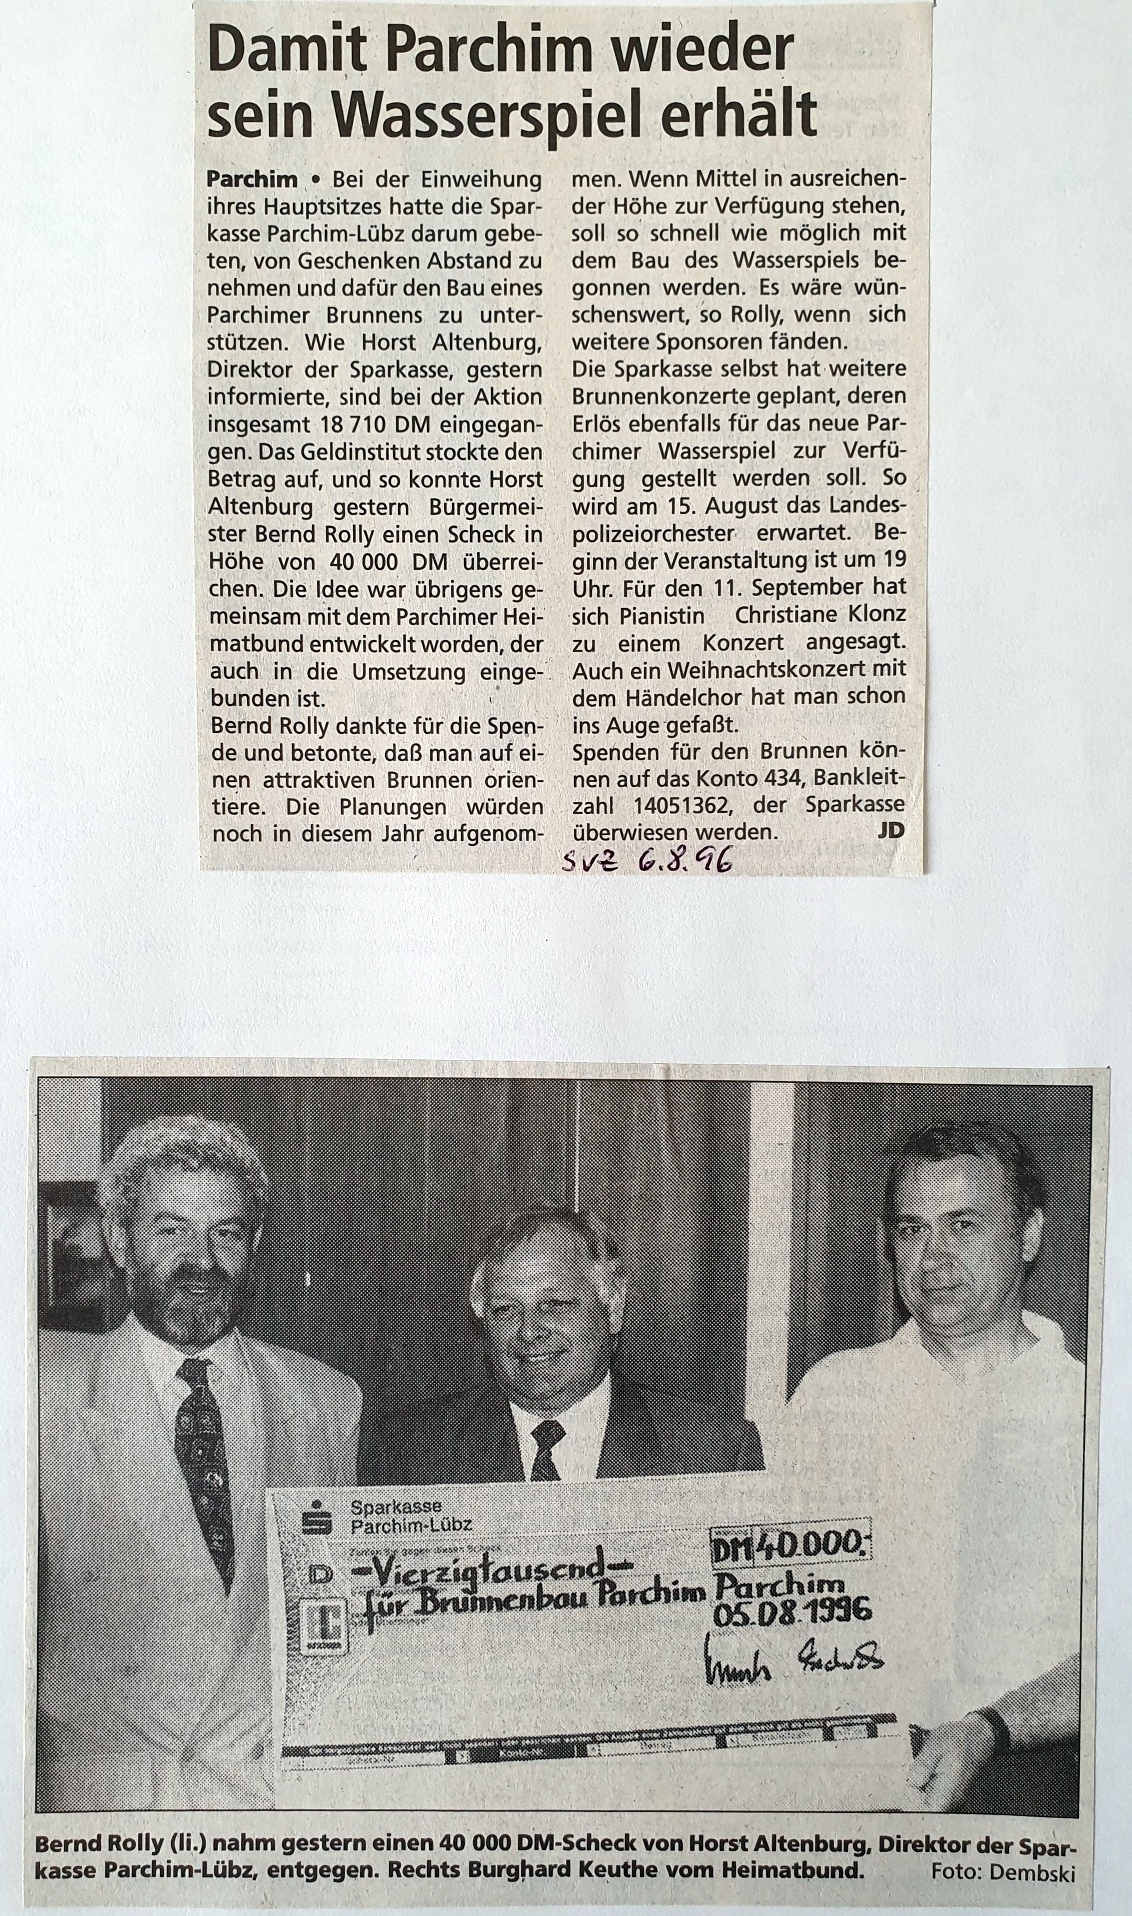 Damit Parchim wieder
sein Wasserspiel erhält
Parchim • Bei der Einweihung
ihres Hauptsitzes hatte die Spar-
kasse Parchim-Lübz darum gebe-
ten, von Geschenken Abstand zu
nehmen und dafür den Bau eines
Parchimer Brunnens zu unter-
stützen. Wie Horst Altenburg,
Direktor der Sparkasse, gestern
informierte, sind bei der Aktion
insgesamt 18 710 DM eingegan-
gen. Das Geldinstitut stockte den
Betrag auf, und so konnte Horst
Altenburg gestern Bürgermei-
ster Bernd Rolly einen Scheck in
Höhe von 40 000 DM überrei-
chen. Die Idee war übrigens ge-
meinsam mit dem Parchimer Hei-
matbund entwickelt worden, der
auch in die Umsetzung einge-
bunden ist.
Bernd Rolly dankte für die Spen-
de und betonte, daß man auf ei-
nen attraktiven Brunnen orien-
tiere. Die Planungen würden
noch in diesem Jahr aufgenom-
men. Wenn Mittel in ausreichen-
der Höhe zur Verfügung stehen,
soll so schnell wie möglich mit
dem Bau des Wasserspiels be-
gonnen werden. Es wäre wün-
schenswert, so Rolly, wenn sich
weitere Sponsoren fänden.
Die Sparkasse selbst hat weitere
Brunnenkonzerte geplant, deren
Erlös ebenfalls für das neue Par-
chimer Wasserspiel zur Verfü-
gung gestellt werden soll. So
wird am 15. August das Landes-
polizeiorchester erwartet. Be-
ginn der Veranstaltung ist um 19
Uhr. Für den 11. September hat
sich Pianistin Christiane Klonz
zu einem Konzert angesagt.
Auch ein Weihnachtskonzert mit
dem Händelchor hat man schon
ins Auge gefaßt.
Spenden für den Brunnen kön-
nen auf das Konto 434, Bankleit-
zahl 14051362, der Sparkasse
überwiesen werden. JD
SVZ 6.8.96
Sparkasse
Parchim-Lübz
Zahlen Sie gegen diesen Scheck
D
-Vierzigtausend-
für Brunnenbau Parchim
DM 40.000.-
Parchim
05.08.1996
Konto-Nr.
Betrag
Bernd Rolly (li.) nahm gestern einen 40 000 DM-Scheck von Horst Altenburg, Direktor der Spar-
kasse Parchim-Lübz, entgegen. Rechts Burghard Keuthe vom Heimatbund. Foto: Dembski